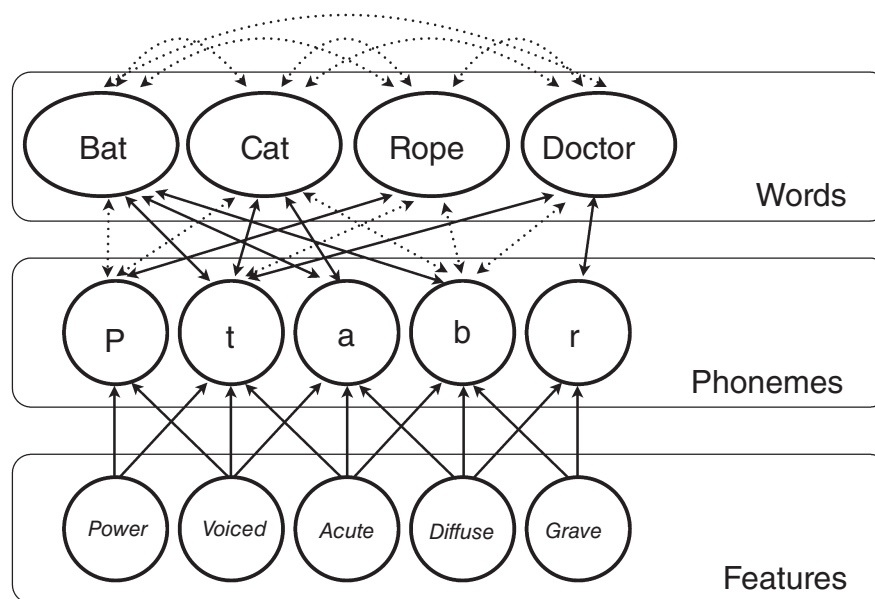 Bat Cat Rope Doctor
Words
P t a b r
Phonemes
Power Voiced Acute Diffuse Grave
Features